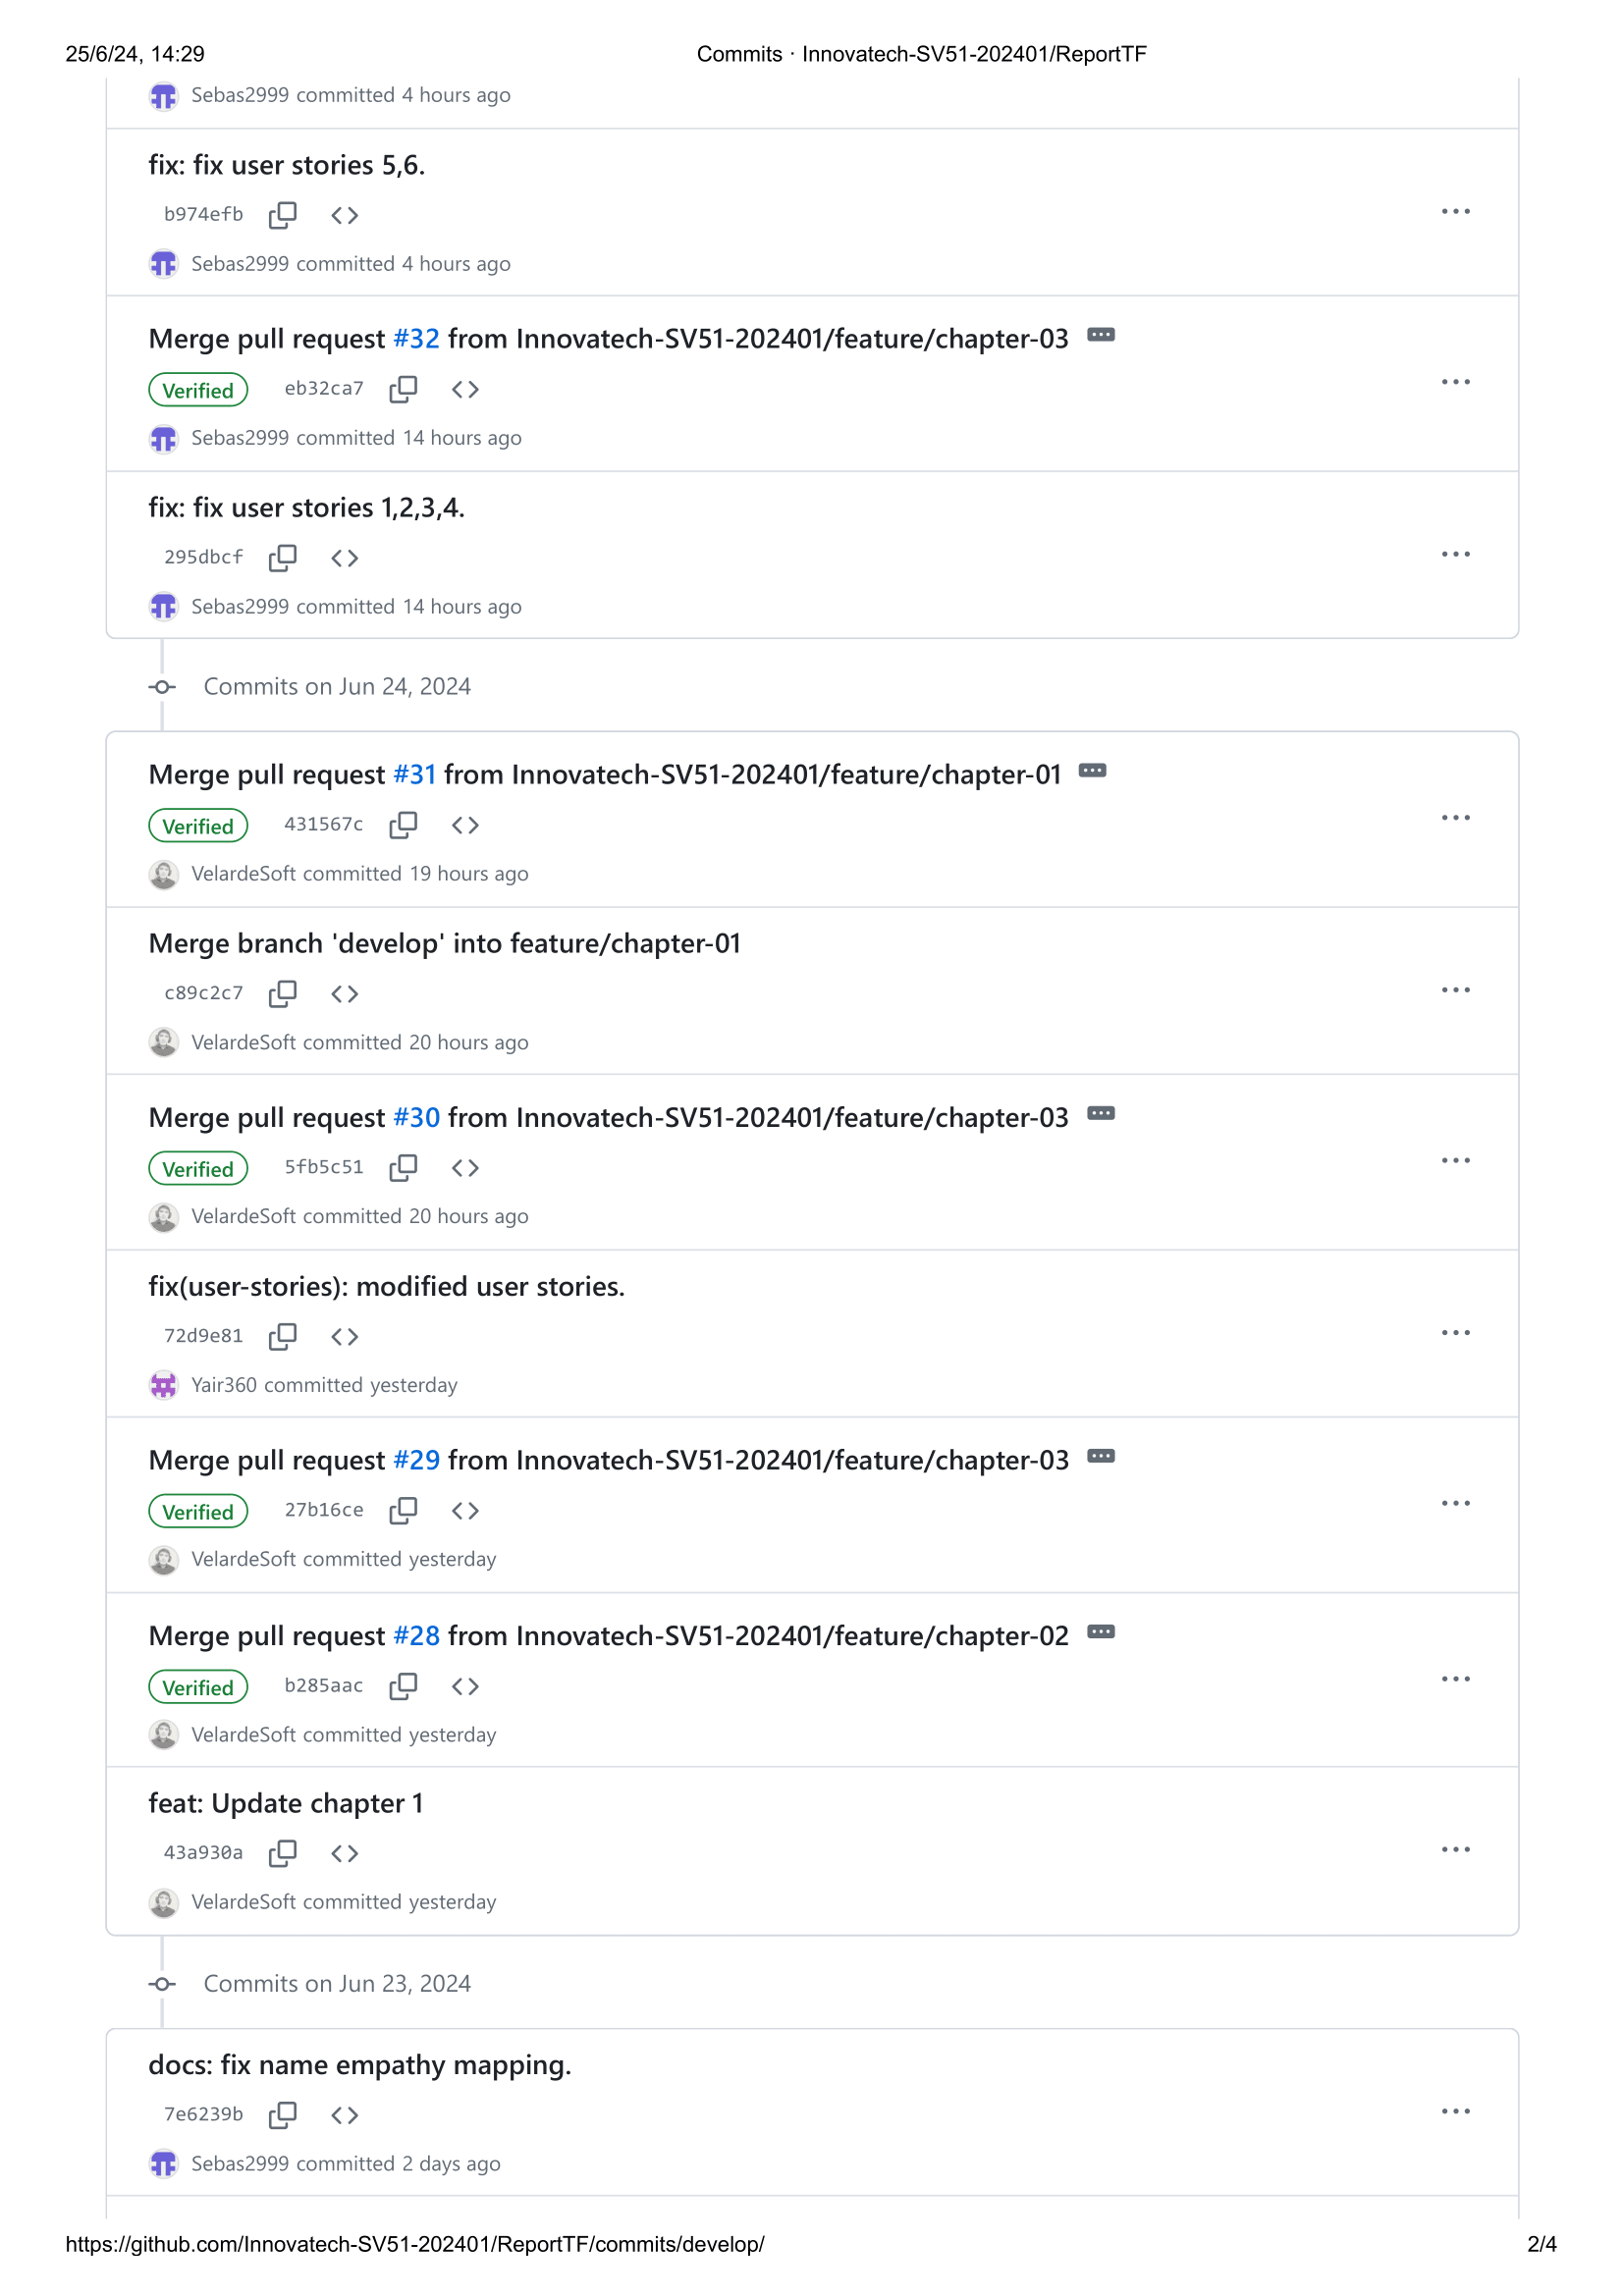 25/6/24, 14:29 Commits · Innovatech-SV51-202401/ReportTF
Sebas2999 committed 4 hours ago
fix: fix user stories 5,6.
b974efb
Sebas2999 committed 4 hours ago
Merge pull request #32 from Innovatech-SV51-202401/feature/chapter-03
Verified eb32ca7
Sebas2999 committed 14 hours ago
fix: fix user stories 1,2,3,4.
295dbcf
Sebas2999 committed 14 hours ago
Commits on Jun 24, 2024
Merge pull request #31 from Innovatech-SV51-202401/feature/chapter-01
Verified 431567c
VelardeSoft committed 19 hours ago
Merge branch 'develop' into feature/chapter-01
c89c2c7
VelardeSoft committed 20 hours ago
Merge pull request #30 from Innovatech-SV51-202401/feature/chapter-03
Verified 5fb5c51
VelardeSoft committed 20 hours ago
fix(user-stories): modified user stories.
72d9e81
Yair360 committed yesterday
Merge pull request #29 from Innovatech-SV51-202401/feature/chapter-03
Verified 27b16ce
VelardeSoft committed yesterday
Merge pull request #28 from Innovatech-SV51-202401/feature/chapter-02
Verified b285aac
VelardeSoft committed yesterday
feat: Update chapter 1
43a930a
VelardeSoft committed yesterday
Commits on Jun 23, 2024
docs: fix name empathy mapping.
7e6239b
Sebas2999 committed 2 days ago
https://github.com/Innovatech-SV51-202401/ReportTF/commits/develop/ 2/4